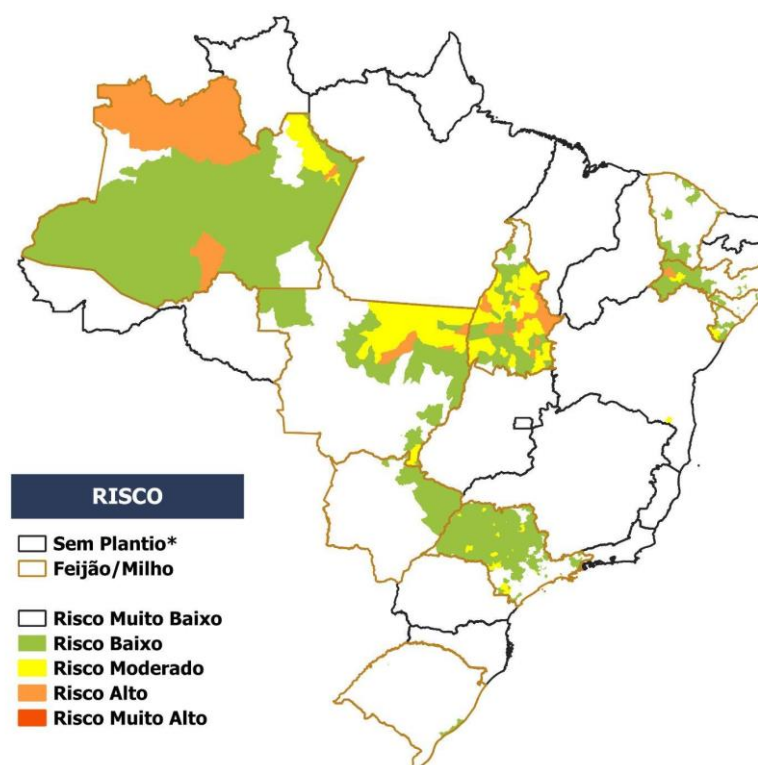 RISCO
Sem Plantio*
Feijão/Milho
Risco Muito Baixo
Risco Baixo
Risco Moderado
Risco Alto
Risco Muito Alto